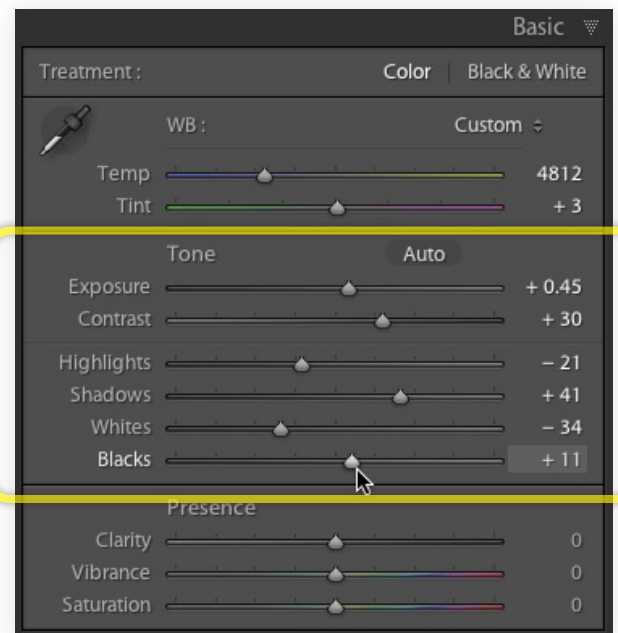 Basic
Treatment : Color | Black & White
WB : Custom
Temp 4812
Tint + 3
Tone Auto
Exposure + 0.45
Contrast + 30
Highlights − 21
Shadows + 41
Whites − 34
Blacks + 11
Presence
Clarity 0
Vibrance 0
Saturation 0